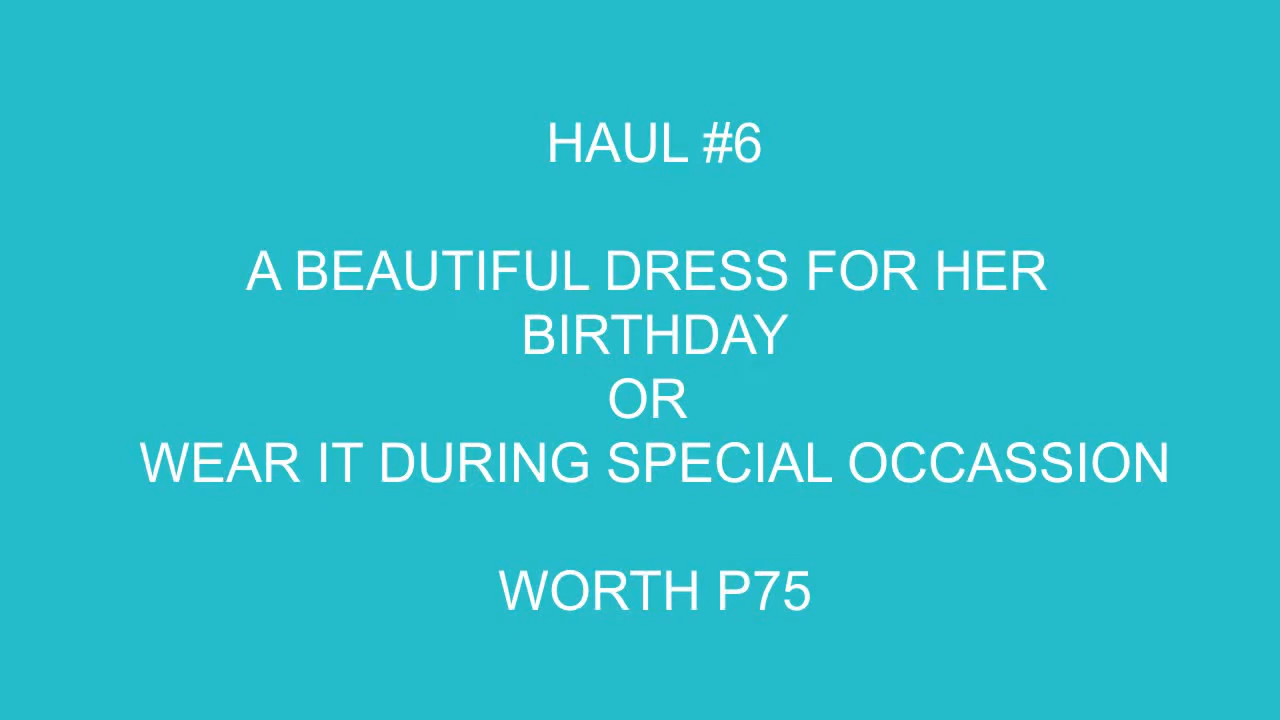 HAUL #6
A BEAUTIFUL DRESS FOR HER
BIRTHDAY
OR
WEAR IT DURING SPECIAL OCCASSION
WORTH P75